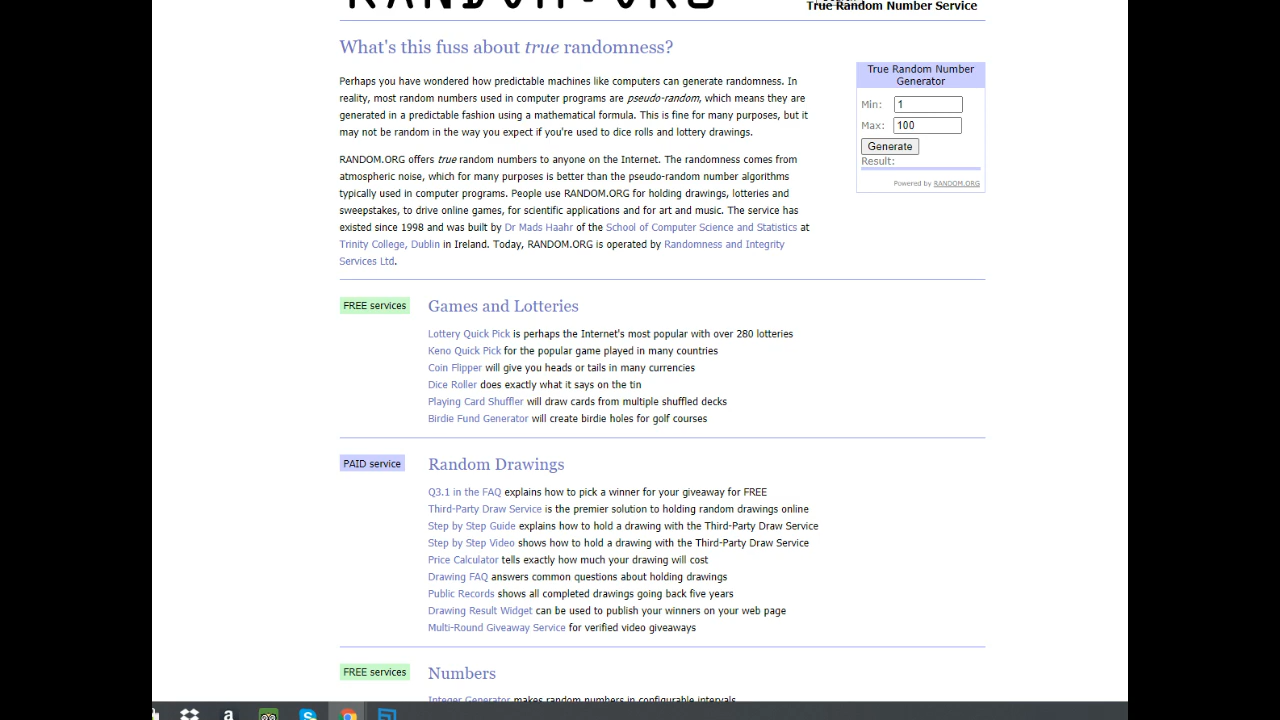 RANDOM.ORG
True Random Number Service
What's this fuss about true randomness?
Perhaps you have wondered how predictable machines like computers can generate randomness. In
reality, most random numbers used in computer programs are pseudo-random, which means they are
generated in a predictable fashion using a mathematical formula. This is fine for many purposes, but it
may not be random in the way you expect if you're used to dice rolls and lottery drawings.
RANDOM.ORG offers true random numbers to anyone on the Internet. The randomness comes from
atmospheric noise, which for many purposes is better than the pseudo-random number algorithms
typically used in computer programs. People use RANDOM.ORG for holding drawings, lotteries and
sweepstakes, to drive online games, for scientific applications and for art and music. The service has
existed since 1998 and was built by Dr Mads Haahr of the School of Computer Science and Statistics at
Trinity College, Dublin in Ireland. Today, RANDOM.ORG is operated by Randomness and Integrity
Services Ltd.
True Random Number
Generator
Min: 1
Max: 100
Generate
Result:
Powered by RANDOM.ORG
FREE services
Games and Lotteries
Lottery Quick Pick is perhaps the Internet's most popular with over 280 lotteries
Keno Quick Pick for the popular game played in many countries
Coin Flipper will give you heads or tails in many currencies
Dice Roller does exactly what it says on the tin
Playing Card Shuffler will draw cards from multiple shuffled decks
Birdie Fund Generator will create birdie holes for golf courses
PAID service
Random Drawings
Q3.1 in the FAQ explains how to pick a winner for your giveaway for FREE
Third-Party Draw Service is the premier solution to holding random drawings online
Step by Step Guide explains how to hold a drawing with the Third-Party Draw Service
Step by Step Video shows how to hold a drawing with the Third-Party Draw Service
Price Calculator tells exactly how much your drawing will cost
Drawing FAQ answers common questions about holding drawings
Public Records shows all completed drawings going back five years
Drawing Result Widget can be used to publish your winners on your web page
Multi-Round Giveaway Service for verified video giveaways
FREE services
Numbers
Integer Generator makes random numbers in configurable intervals